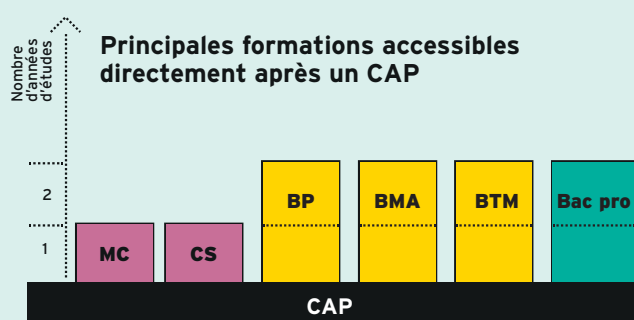 Nombre
d'années
d'études
Principales formations accessibles
directement après un CAP
2
1
MC
CS
BP
BMA
BTM
Bac pro
CAP